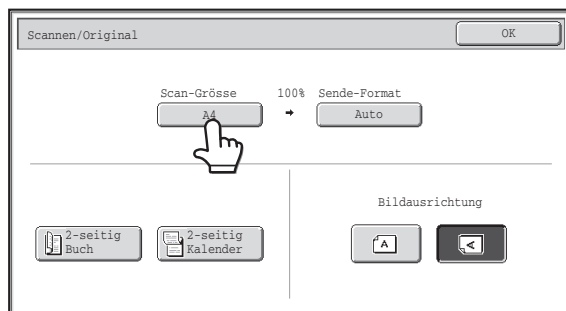 Scannen/Original
OK
Scan-Grösse 100% Sende-Format
A4 Auto
Bildausrichtung
2-seitig
Buch
2-seitig
Kalender
A A